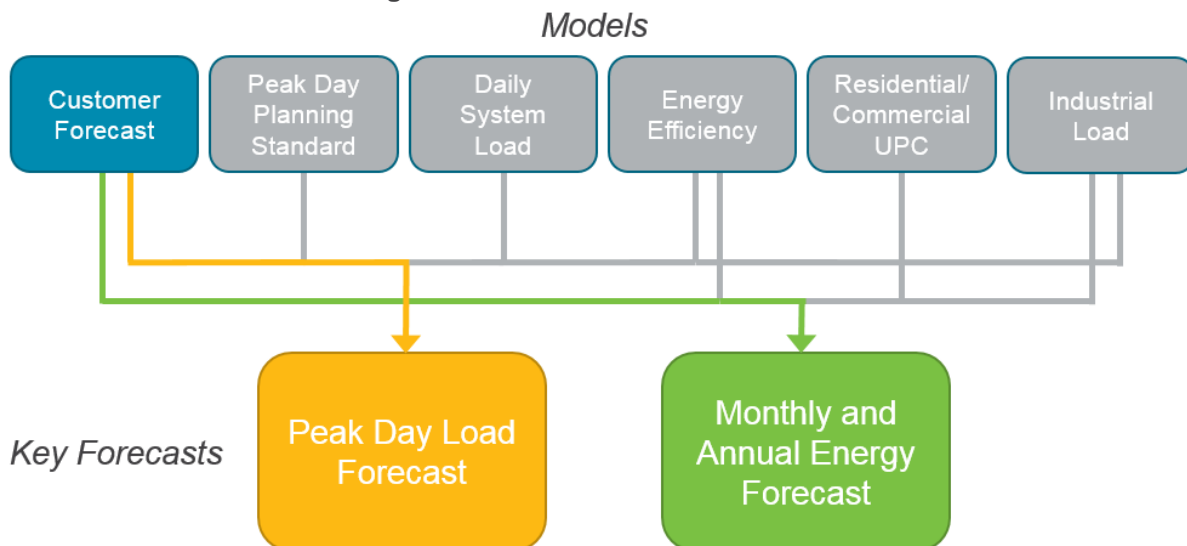 Models
Customer
Forecast
Peak Day
Planning
Standard
Daily
System
Load
Energy
Efficiency
Residential/
Commercial
UPC
Industrial
Load
Key Forecasts
Peak Day Load
Forecast
Monthly and
Annual Energy
Forecast